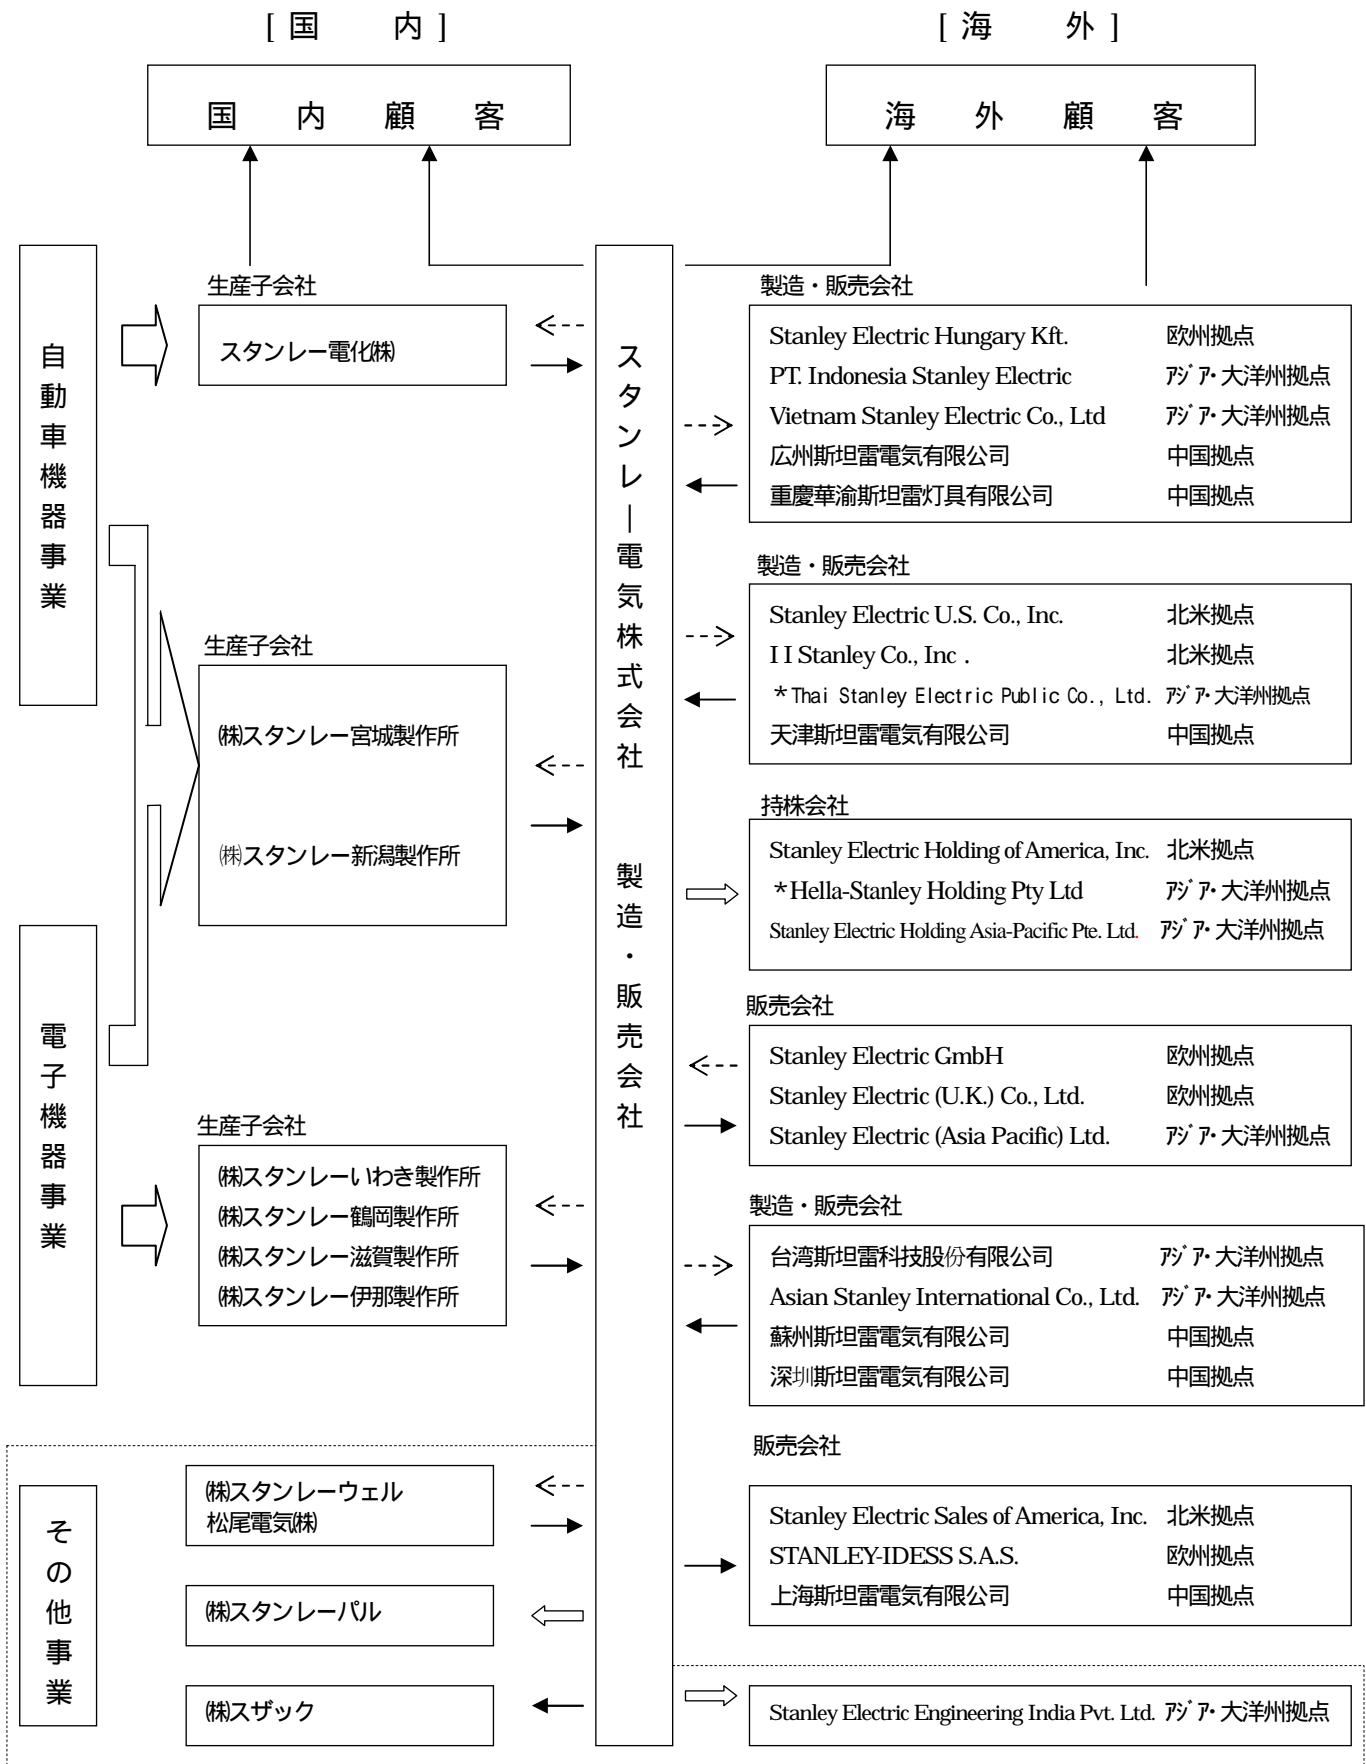 [ 国 内 ]
[ 海 外 ]
国 内 顧 客
海 外 顧 客
自動車機器事業
電子機器事業
その他事業
生産子会社
スタンレー電化㈱
生産子会社
㈱スタンレー宮城製作所
㈱スタンレー新潟製作所
生産子会社
㈱スタンレーいわき製作所
㈱スタンレー鶴岡製作所
㈱スタンレー滋賀製作所
㈱スタンレー伊那製作所
㈱スタンレーウェル
松尾電気㈱
㈱スタンレーパル
㈱スザック
スタンレー電気株式会社 製造・販売会社
製造・販売会社
Stanley Electric Hungary Kft. 欧州拠点
PT. Indonesia Stanley Electric ｱｼﾞｱ・大洋州拠点
Vietnam Stanley Electric Co., Ltd ｱｼﾞｱ・大洋州拠点
広州斯坦雷電気有限公司 中国拠点
重慶華渝斯坦雷灯具有限公司 中国拠点
製造・販売会社
Stanley Electric U.S. Co., Inc. 北米拠点
I I Stanley Co., Inc . 北米拠点
*Thai Stanley Electric Public Co., Ltd. ｱｼﾞｱ・大洋州拠点
天津斯坦雷電気有限公司 中国拠点
持株会社
Stanley Electric Holding of America, Inc. 北米拠点
*Hella-Stanley Holding Pty Ltd ｱｼﾞｱ・大洋州拠点
Stanley Electric Holding Asia-Pacific Pte. Ltd. ｱｼﾞｱ・大洋州拠点
販売会社
Stanley Electric GmbH 欧州拠点
Stanley Electric (U.K.) Co., Ltd. 欧州拠点
Stanley Electric (Asia Pacific) Ltd. ｱｼﾞｱ・大洋州拠点
製造・販売会社
台湾斯坦雷科技股份有限公司 ｱｼﾞｱ・大洋州拠点
Asian Stanley International Co., Ltd. ｱｼﾞｱ・大洋州拠点
蘇州斯坦雷電気有限公司 中国拠点
深圳斯坦雷電気有限公司 中国拠点
販売会社
Stanley Electric Sales of America, Inc. 北米拠点
STANLEY-IDESS S.A.S. 欧州拠点
上海斯坦雷電気有限公司 中国拠点
Stanley Electric Engineering India Pvt. Ltd. ｱｼﾞｱ・大洋州拠点